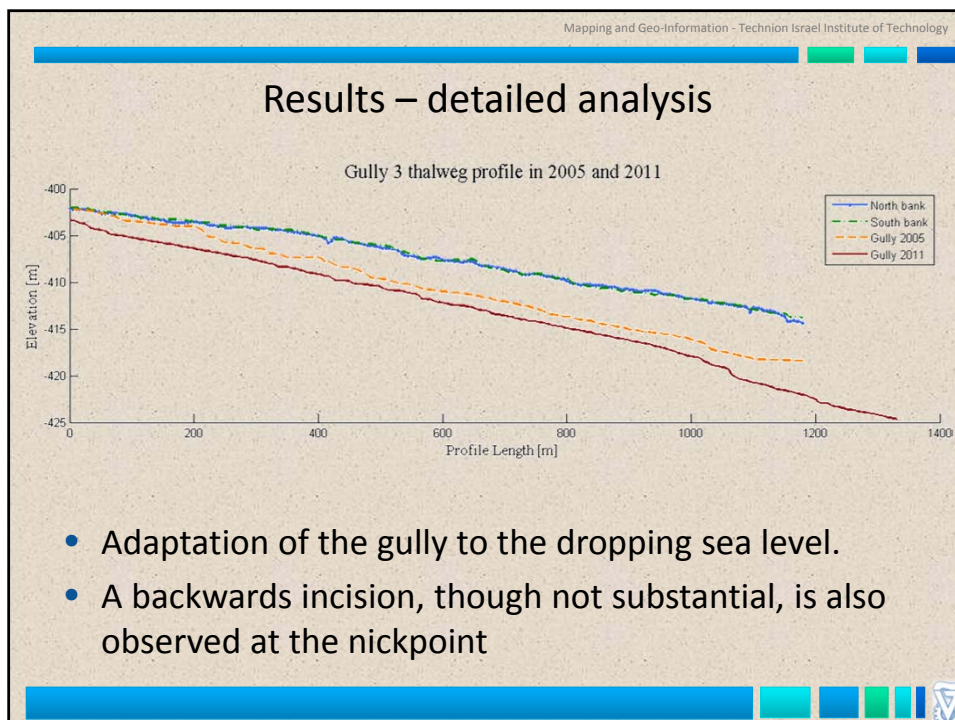 Mapping and Geo-Information - Technion Israel Institute of Technology
Results – detailed analysis
Gully 3 thalweg profile in 2005 and 2011
-400
-405
-410
-415
-420
-425
Elevation [m]
North bank
South bank
Gully 2005
Gully 2011
0 200 400 600 800 1000 1200 1400
Profile Length [m]
• Adaptation of the gully to the dropping sea level.
• A backwards incision, though not substantial, is also
observed at the nickpoint